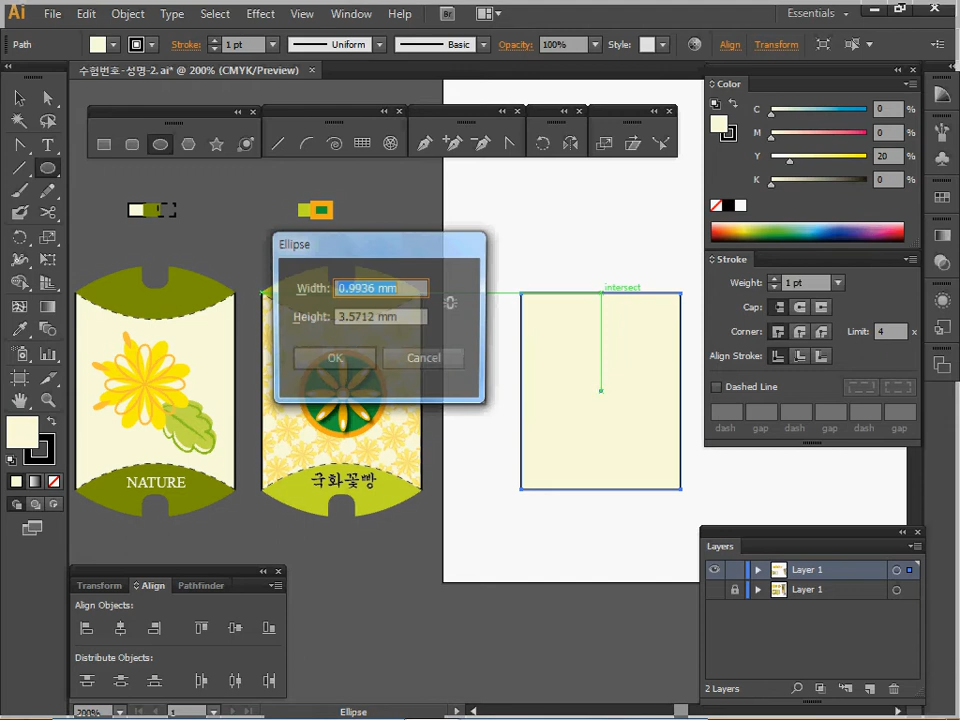 Ai File Edit Object Type Select Effect View Window Help Br Essentials
Path Stroke: 1 pt Uniform Basic Opacity: 100% Style: Align Transform
수험번호-성명-2.ai* @ 200% (CMYK/Preview) ×
Color
C 0 %
M 0 %
Y 20 %
K 0 %
Ellipse
Width: 0.9936 mm
Height: 3.5712 mm
OK Cancel
intersect
Stroke
Weight: 1 pt
Cap:
Corner: Limit: 4 x
Align Stroke:
Dashed Line
dash gap dash gap dash gap
NATURE
국화꽃빵
Layers
Layer 1
Layer 1
2 Layers
Transform Align Pathfinder
Align Objects:
Distribute Objects:
200% 1 Ellipse